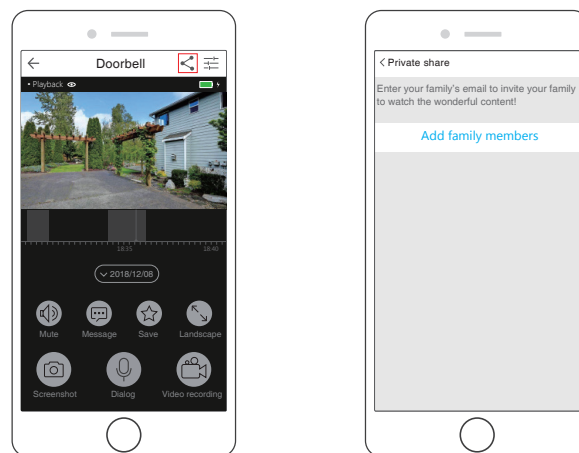 Doorbell
• Playback
18:35 18:40
2018/12/08
Mute Message Save Landscape
Screenshot Dialog Video recording
< Private share
Enter your family's email to invite your family
to watch the wonderful content!
Add family members